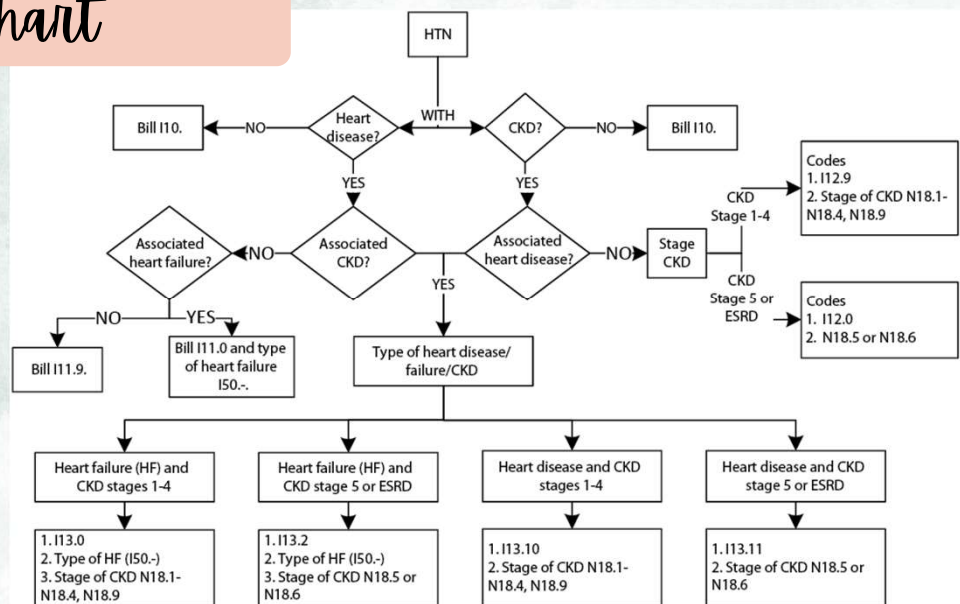 hart
HTN
WITH
Heart
disease?
CKD?
NO
Bill I10.
NO
Bill I10.
YES
YES
Codes
1. I12.9
2. Stage of CKD N18.1-
N18.4, N18.9
CKD
Stage 1-4
Associated
heart failure?
NO
Associated
CKD?
Associated
heart disease?
NO
Stage
CKD
YES
CKD
Stage 5 or
ESRD
Codes
1. I12.0
2. N18.5 or N18.6
NO
YES
Bill I11.9.
Bill I11.0 and type
of heart failure
I50.-.
Type of heart disease/
failure/CKD
Heart failure (HF) and
CKD stages 1-4
Heart failure (HF) and
CKD stage 5 or ESRD
Heart disease and CKD
stages 1-4
Heart disease and CKD
stage 5 or ESRD
1. I13.0
2. Type of HF (I50.-)
3. Stage of CKD N18.1-
N18.4, N18.9
1. I13.2
2. Type of HF (I50.-)
3. Stage of CKD N18.5 or
N18.6
1. I13.10
2. Stage of CKD N18.1-
N18.4, N18.9
1. I13.11
2. Stage of CKD N18.5 or
N18.6